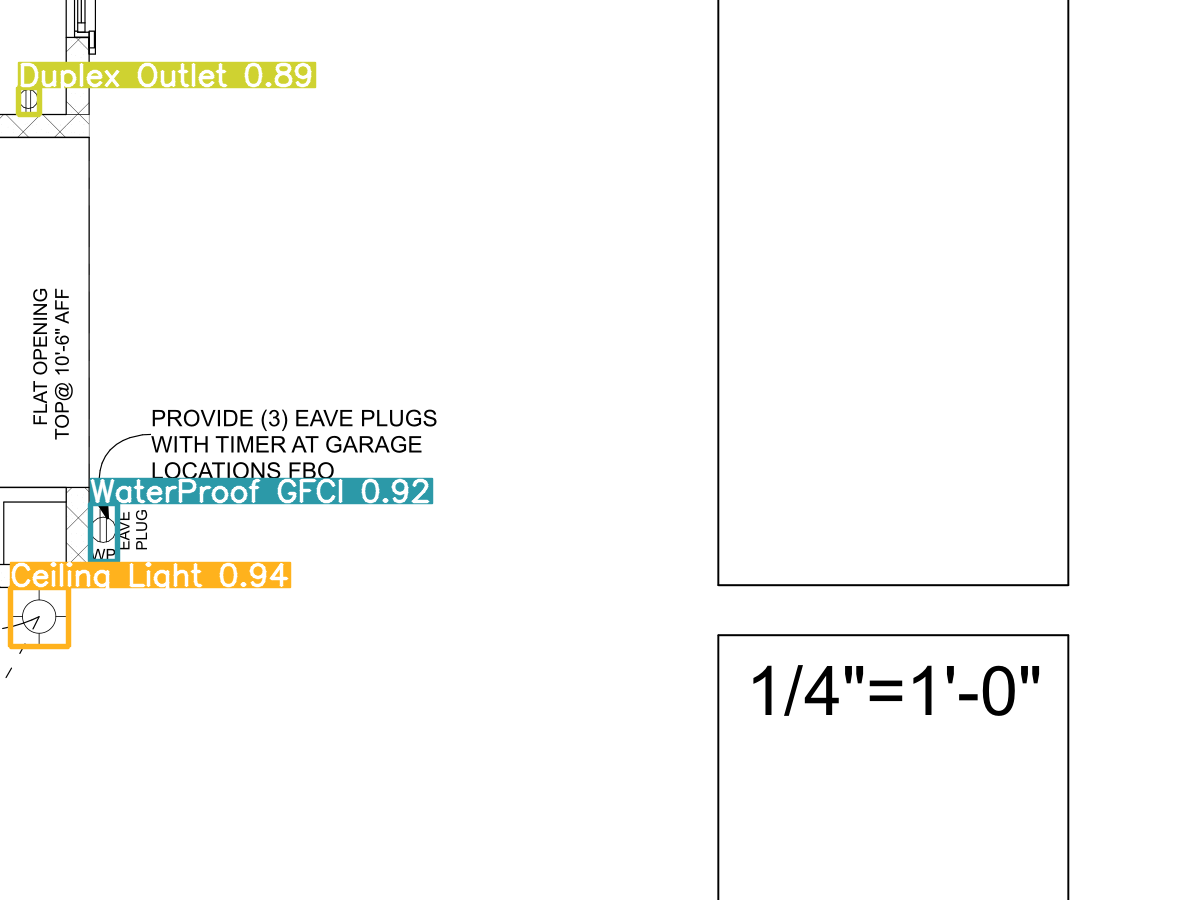 Duplex Outlet 0.89
FLAT OPENING
TOP@ 10'-6" AFF
PROVIDE (3) EAVE PLUGS
WITH TIMER AT GARAGE
LOCATIONS FBO
WaterProof GFCI 0.92
EAVE
PLUG
WP
Ceiling Light 0.94
1/4"=1'-0"